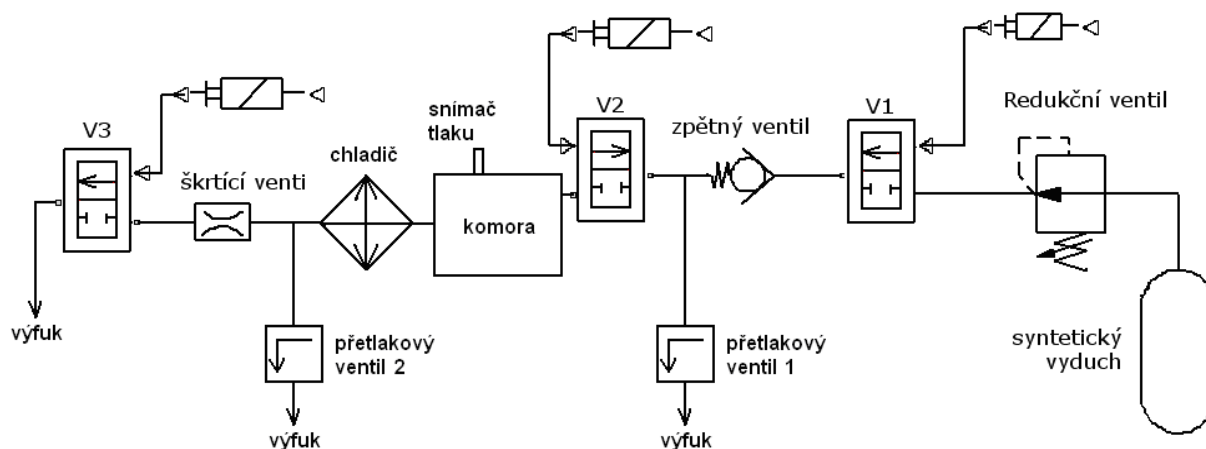 V3
škrtící venti
výfuk
chladič
snímač
tlaku
komora
přetlakový
ventil 2
výfuk
V2
zpětný ventil
přetlakový
ventil 1
výfuk
V1
Redukční ventil
syntetický
vyduch